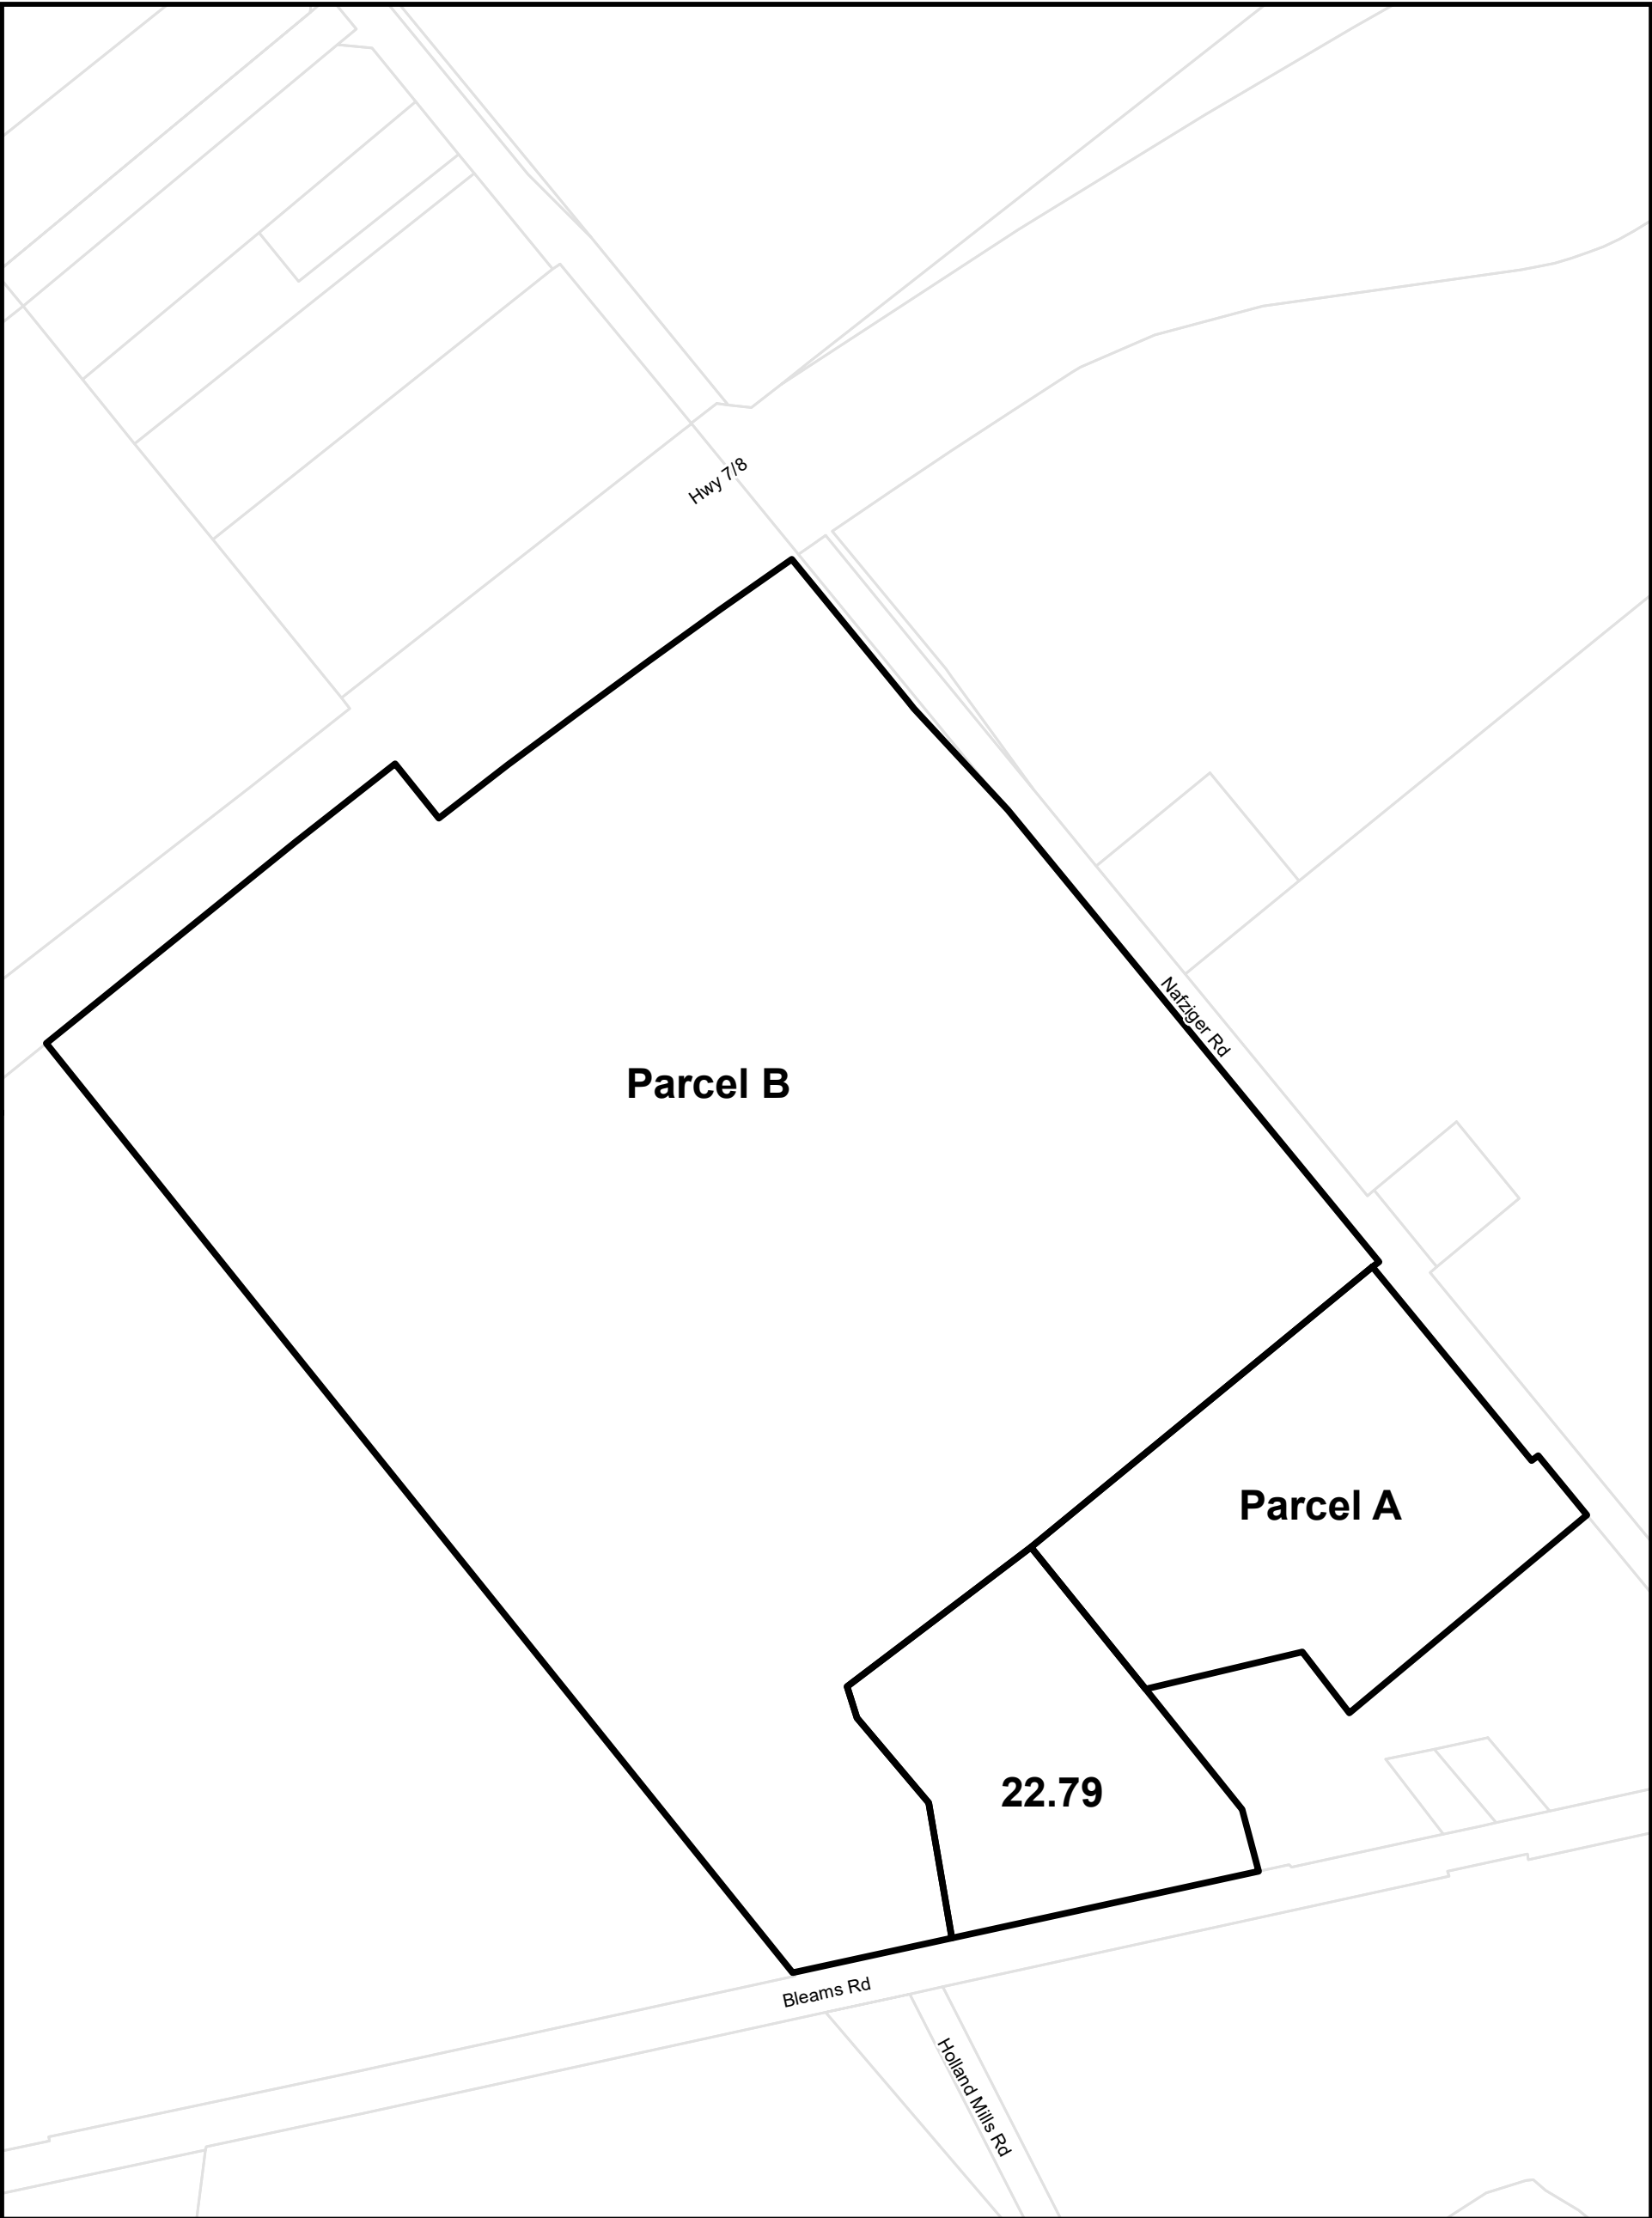 Hwy 7/8
Nafziger Rd
Parcel B
Parcel A
22.79
Bleams Rd
Holland Mills Rd